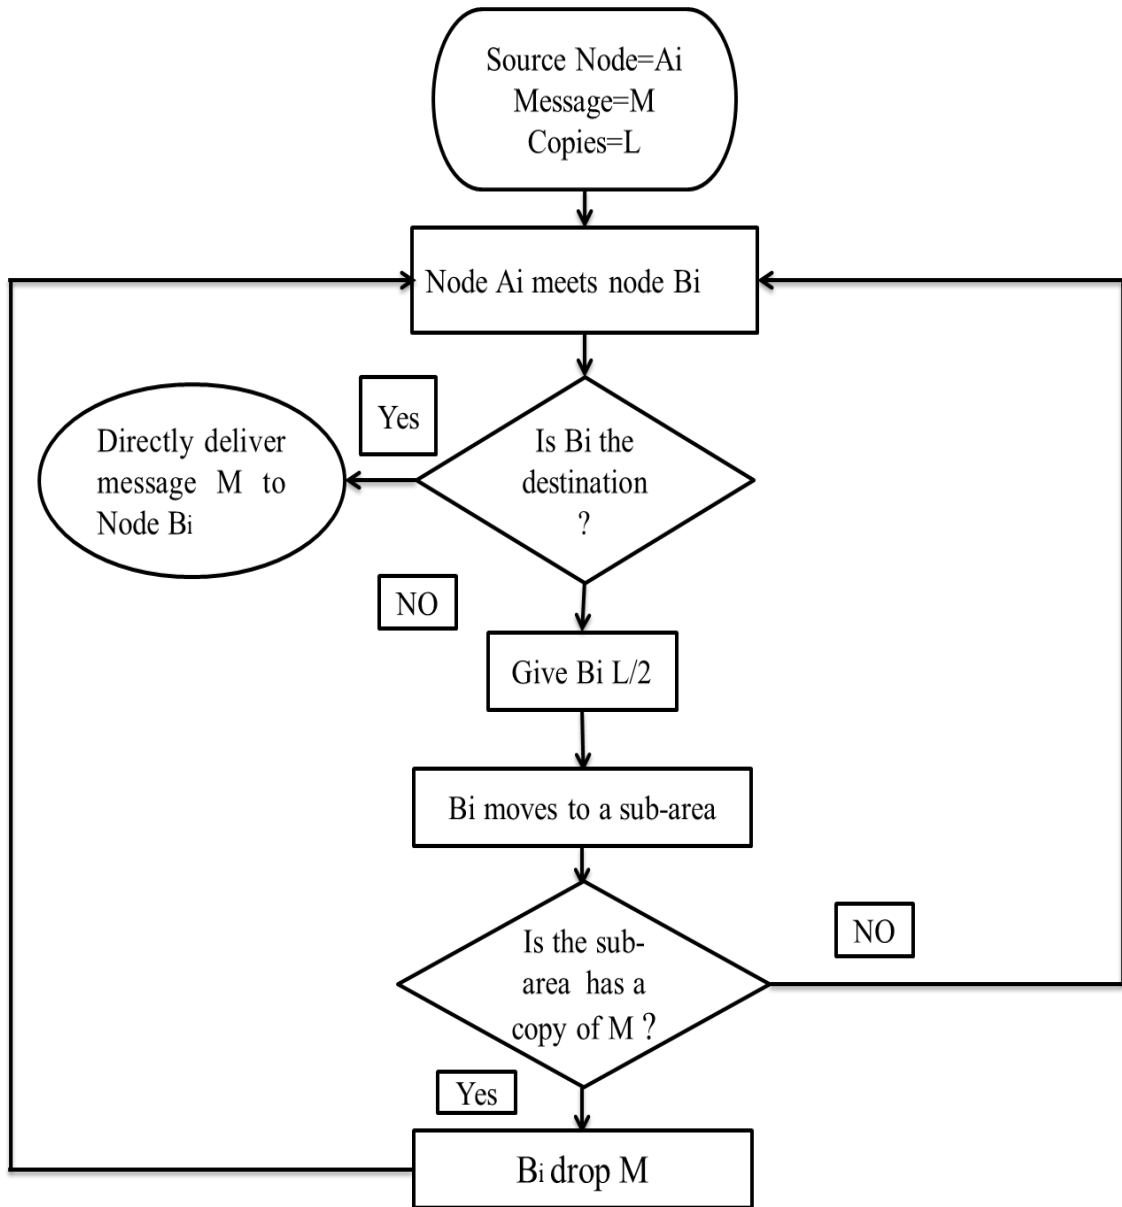 Source Node=Ai
Message=M
Copies=L
Node Ai meets node Bi
Yes
Is Bi the
destination
?
Directly deliver
message M to
Node Bi
NO
Give Bi L/2
Bi moves to a sub-area
Is the sub-
area has a
copy of M ?
NO
Yes
Bi drop M